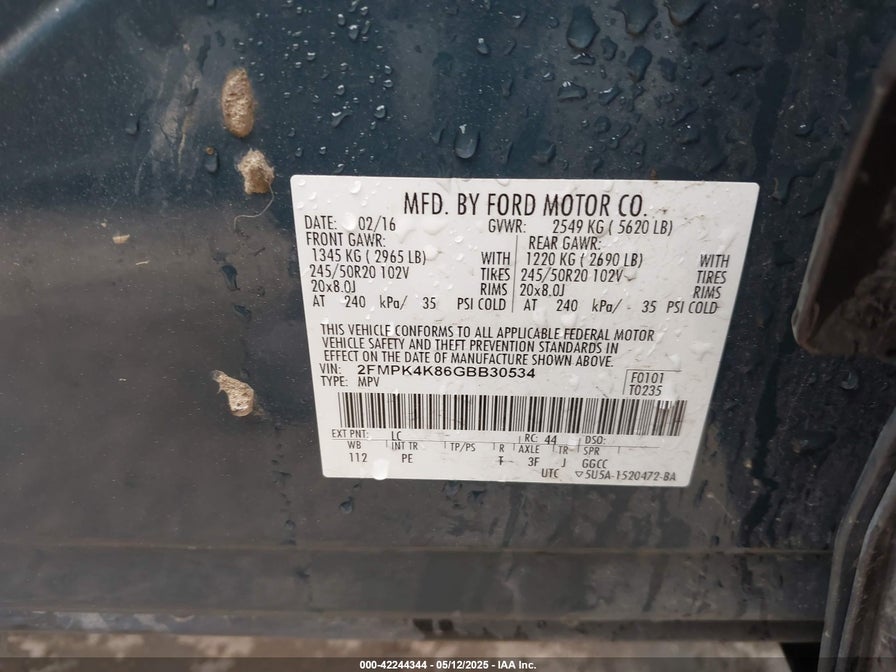 MFD. BY FORD MOTOR CO.
DATE: 02/16 GVWR: 2549 KG ( 5620 LB)
FRONT GAWR: REAR GAWR:
1345 KG ( 2965 LB) WITH 1220 KG ( 2690 LB) WITH
245/50R20 102V TIRES 245/50R20 102V TIRES
20x8.0J RIMS 20x8.0J RIMS
AT 240 kPa/ 35 PSI COLD AT 240 kPa/ 35 PSI COLD
THIS VEHICLE CONFORMS TO ALL APPLICABLE FEDERAL MOTOR
VEHICLE SAFETY AND THEFT PREVENTION STANDARDS IN
EFFECT ON THE DATE OF MANUFACTURE SHOWN ABOVE.
VIN: 2FMPK4K86GBB30534
TYPE: MPV
F0101
T0235
EXT PNT: LC RC: 44 DSO:
WB INT TR TP/PS R AXLE TR SPR
112 PE T 3F J GGCC
UTC ▽5U5A-1520472-BA
000-42244344 --- 05/12/2025 --- IAA Inc.